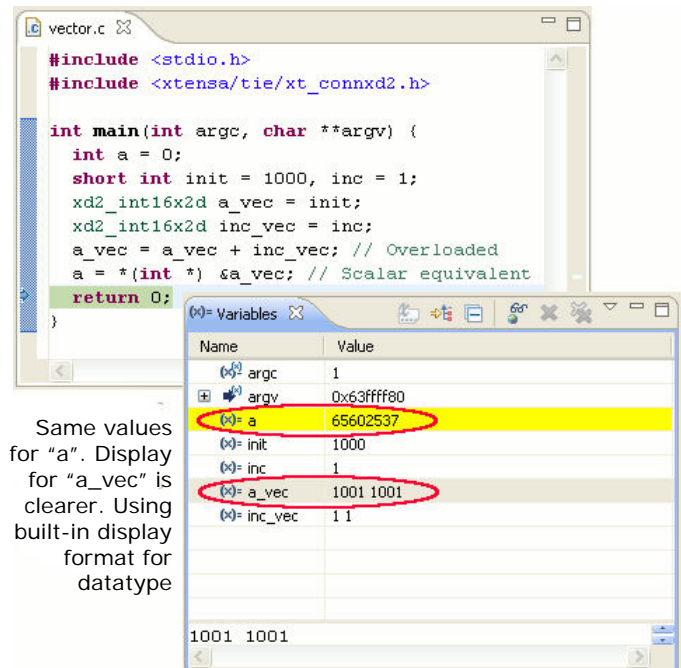 vector.c
#include <stdio.h>
#include <xtensa/tie/xt_connxd2.h>
int main(int argc, char **argv) {
int a = 0;
short int init = 1000, inc = 1;
xd2_int16x2d a_vec = init;
xd2_int16x2d inc_vec = inc;
a_vec = a_vec + inc_vec; // Overloaded
a = *(int *) &a_vec; // Scalar equivalent
return 0;
}
(x)= Variables
Name Value
(x)= argc 1
argv 0x63ffff80
(x)= a 65602537
(x)= init 1000
(x)= inc 1
(x)= a_vec 1001 1001
(x)= inc_vec 1 1
1001 1001
Same values
for “a”. Display
for “a_vec” is
clearer. Using
built-in display
format for
datatype